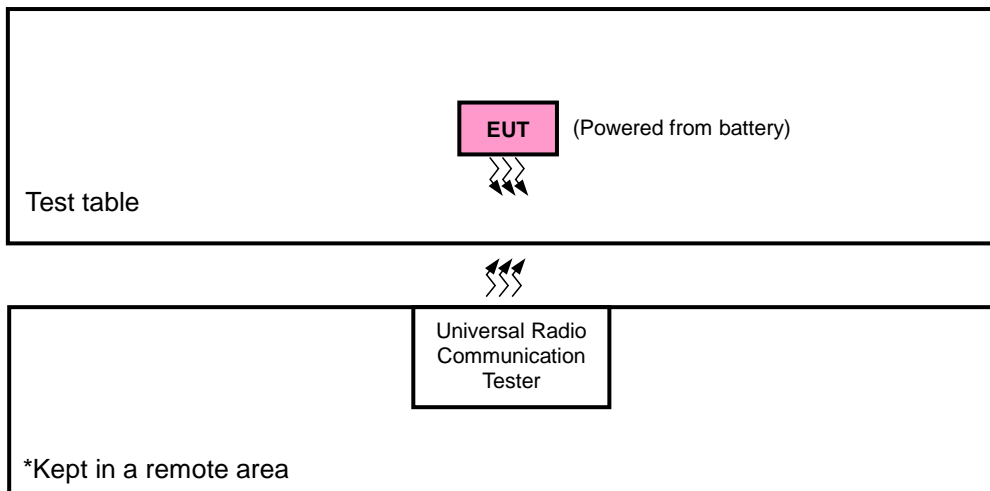 EUT
(Powered from battery)
Test table
Universal Radio
Communication
Tester
*Kept in a remote area